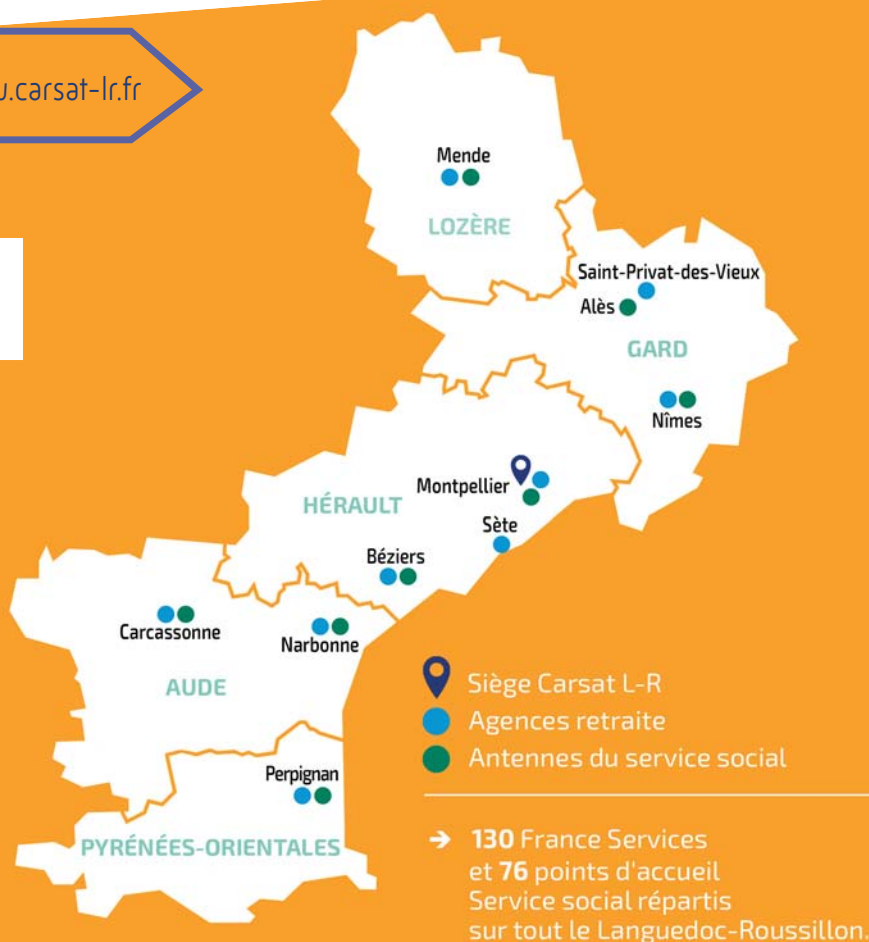 .carsat-lr.fr
Mende
LOZÈRE
Saint-Privat-des-Vieux
Alès
GARD
Nîmes
Montpellier
HÉRAULT
Sète
Béziers
Carcassonne
Narbonne
AUDE
Perpignan
PYRÉNÉES-ORIENTALES
Siège Carsat L-R
Agences retraite
Antennes du service social
➔ 130 France Services
et 76 points d'accueil
Service social répartis
sur tout le Languedoc-Roussillon.